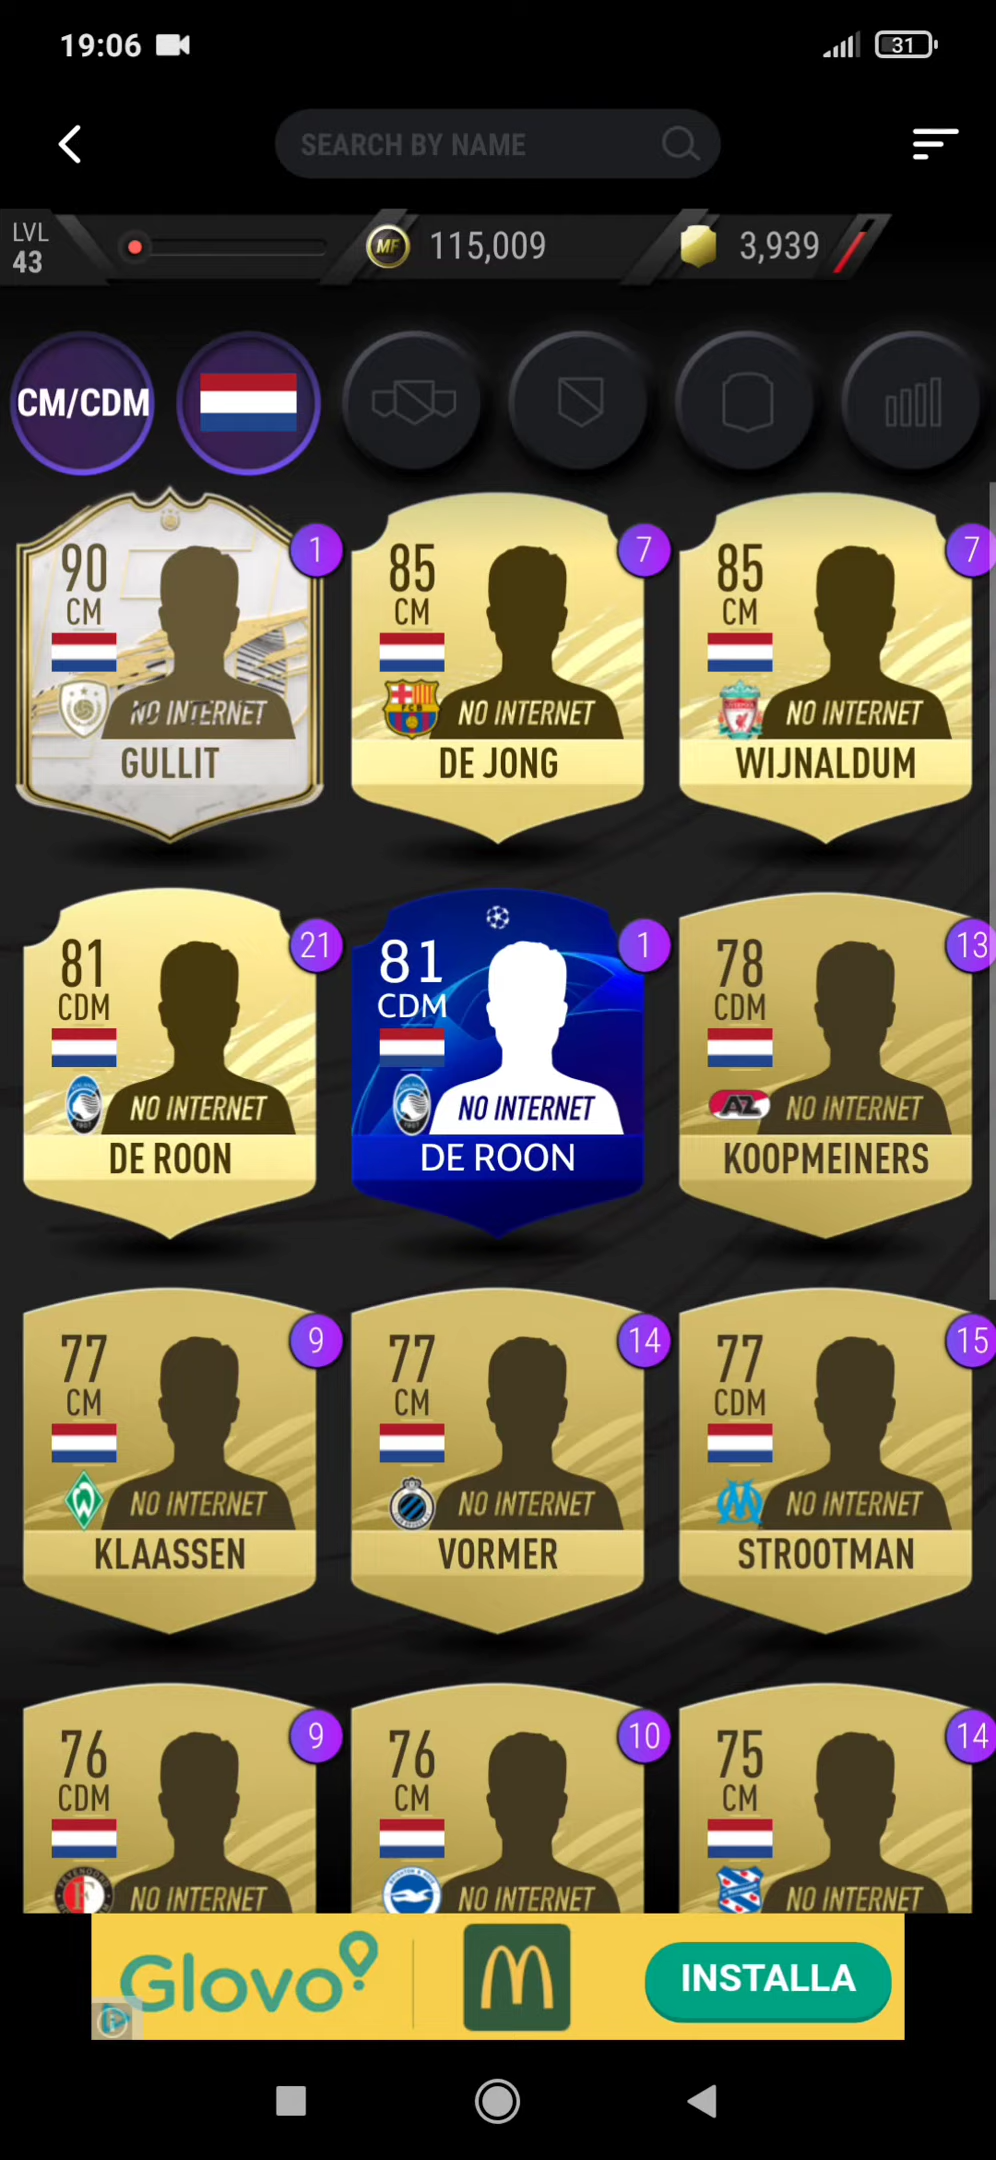 19:06
31
SEARCH BY NAME
LVL
43
MF
115,009
3,939
CM/CDM
90
CM
NO INTERNET
GULLIT
1
85
CM
NO INTERNET
DE JONG
7
85
CM
NO INTERNET
WIJNALDUM
7
81
CDM
NO INTERNET
DE ROON
21
81
CDM
NO INTERNET
DE ROON
1
78
CDM
AZ
NO INTERNET
KOOPMEINERS
13
77
CM
NO INTERNET
KLAASSEN
9
77
CM
NO INTERNET
VORMER
14
77
CDM
NO INTERNET
STROOTMAN
15
76
CDM
NO INTERNET
9
76
CM
NO INTERNET
10
75
CM
NO INTERNET
14
Glovo
INSTALLA